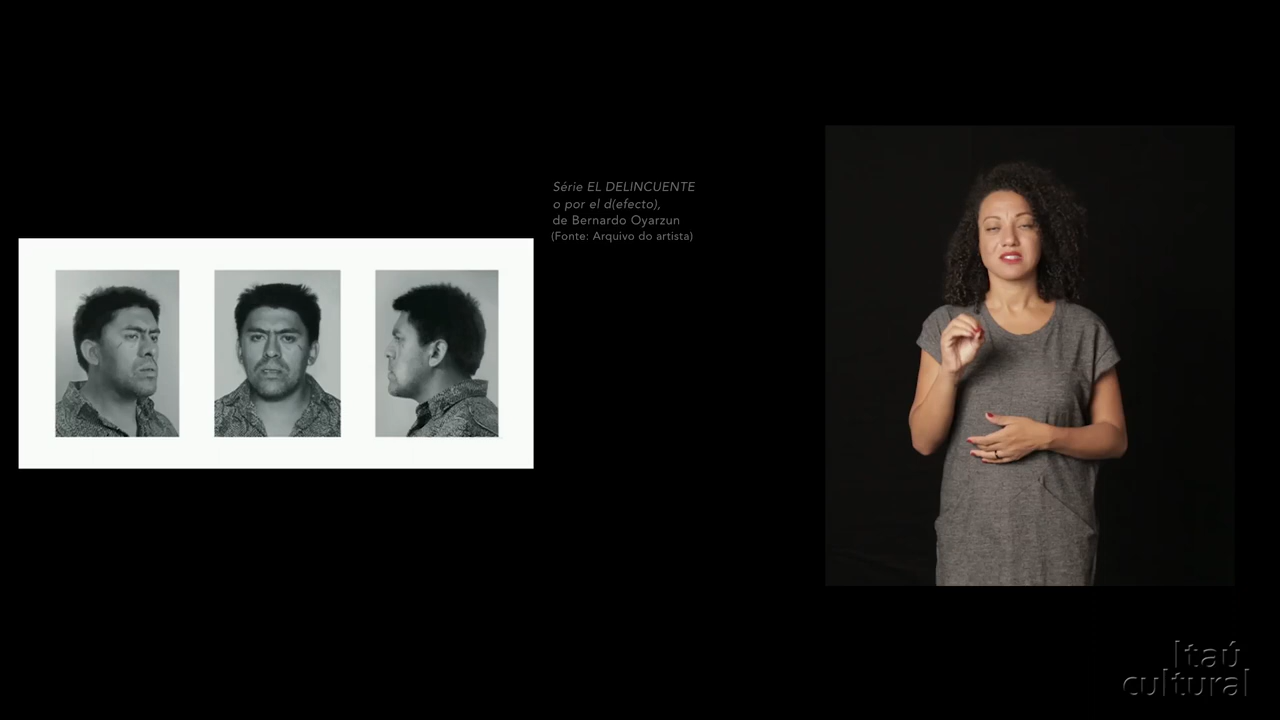 Série EL DELINCUENTE
o por el d(efecto),
de Bernardo Oyarzun
(Fonte: Arquivo do artista)
Itaú
cultural